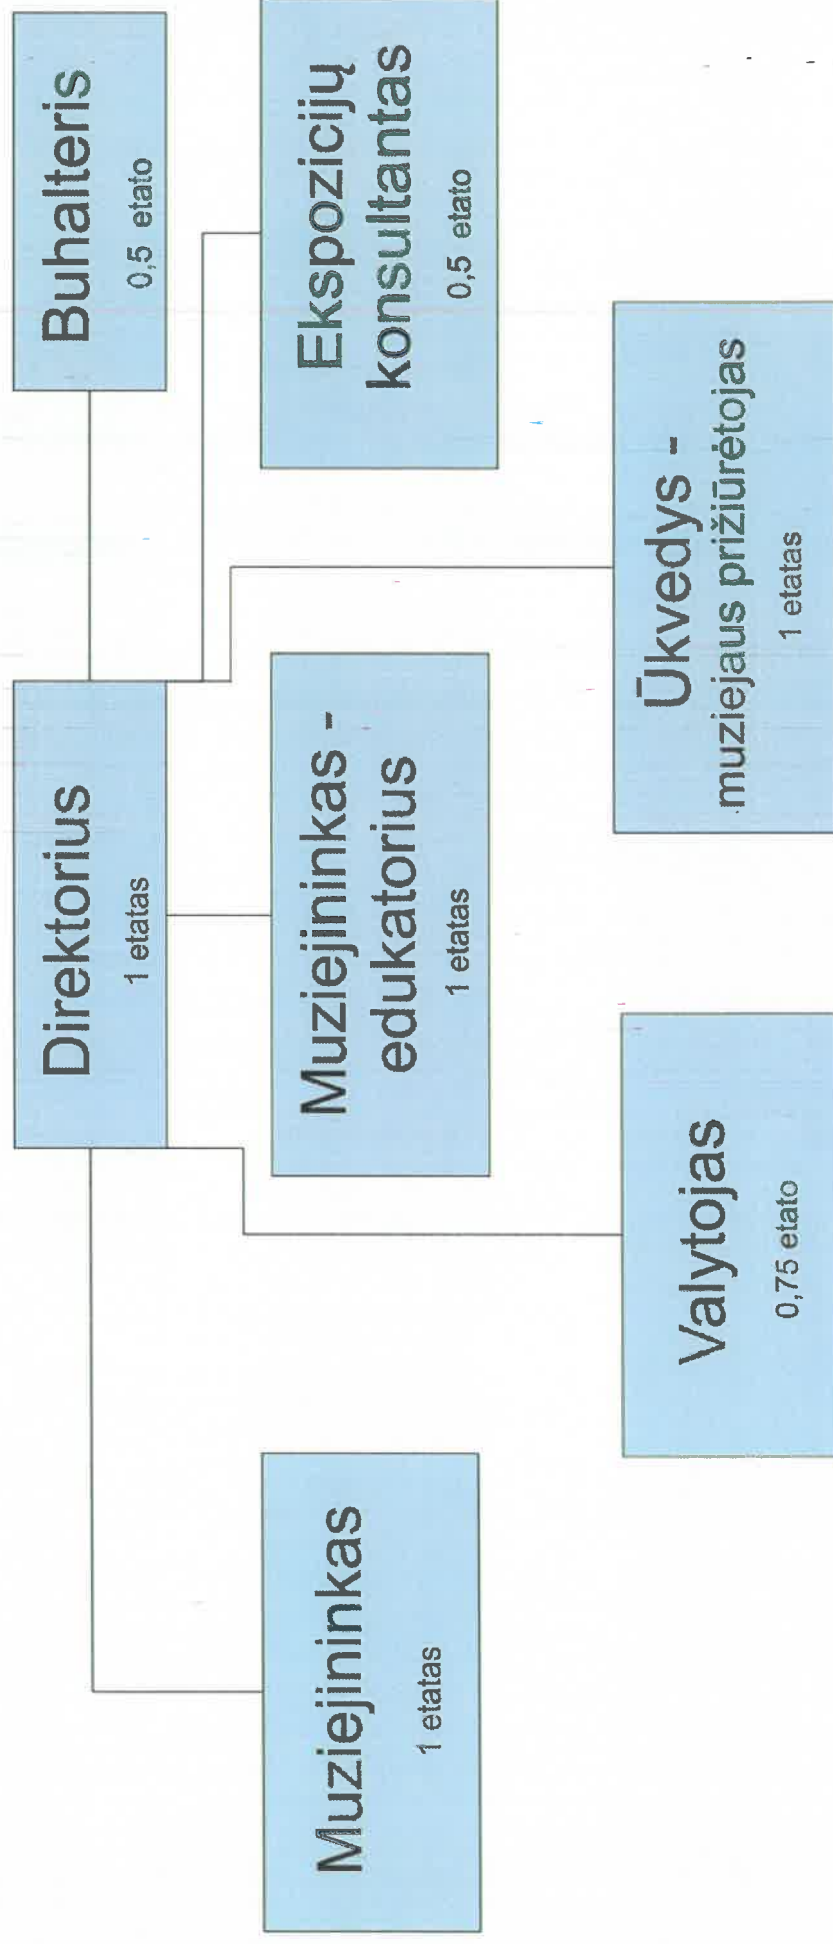 Direktorius
1 etatas
Buhalteris
0,5 etato
Muziejininkas
1 etatas
Muziejininkas -
edukatorius
1 etatas
Ekspozicijų
konsultantas
0,5 etato
Valytojas
0,75 etato
Ūkvedys -
muziejaus prižiūrėtojas
1 etatas